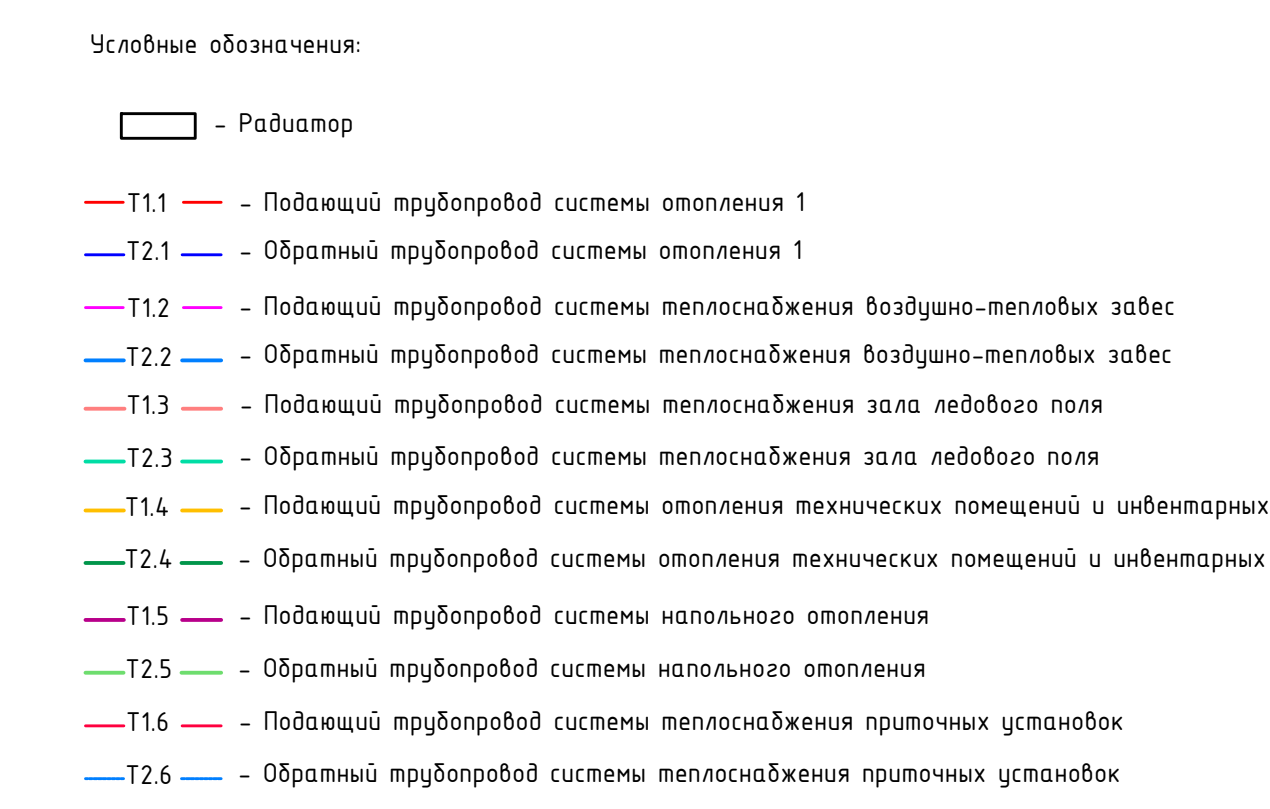 Условные обозначения:
– Радиатор
Т1.1 – Подающий трубопровод системы отопления 1
Т2.1 – Обратный трубопровод системы отопления 1
Т1.2 – Подающий трубопровод системы теплоснабжения воздушно-тепловых завес
Т2.2 – Обратный трубопровод системы теплоснабжения воздушно-тепловых завес
Т1.3 – Подающий трубопровод системы теплоснабжения зала ледового поля
Т2.3 – Обратный трубопровод системы теплоснабжения зала ледового поля
Т1.4 – Подающий трубопровод системы отопления технических помещений и инвентарных
Т2.4 – Обратный трубопровод системы отопления технических помещений и инвентарных
Т1.5 – Подающий трубопровод системы напольного отопления
Т2.5 – Обратный трубопровод системы напольного отопления
Т1.6 – Подающий трубопровод системы теплоснабжения приточных установок
Т2.6 – Обратный трубопровод системы теплоснабжения приточных установок